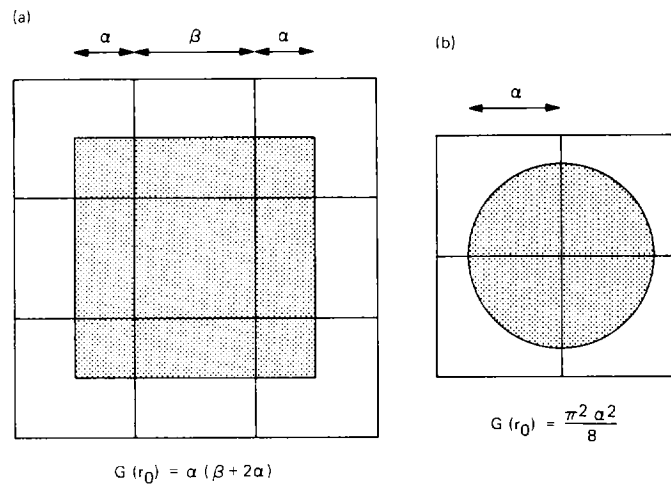 (a)
α β α
G (r₀) = α (β + 2α)
(b)
α
G (r₀) = π² α² / 8